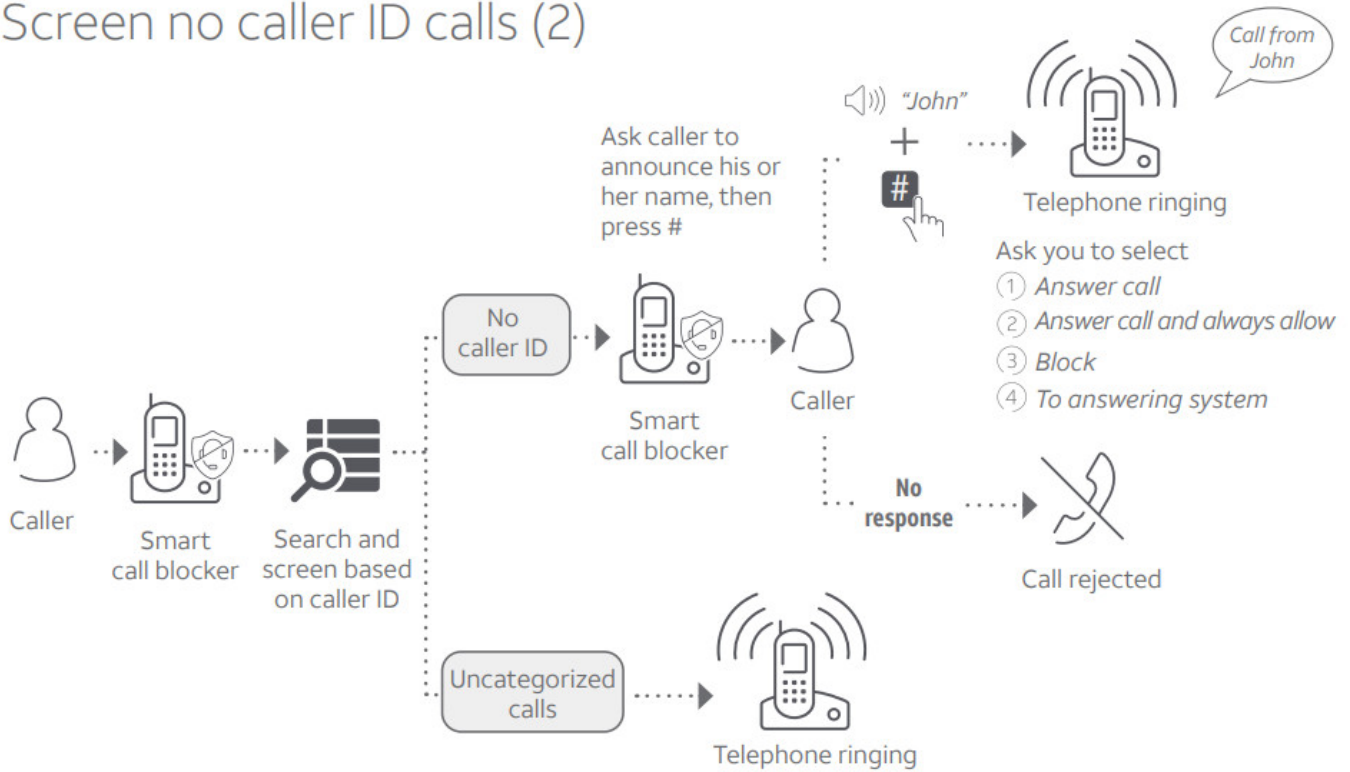 Screen no caller ID calls (2)
Call from
John
"John"
+
#
Ask caller to
announce his or
her name, then
press #
Telephone ringing
Ask you to select
1 Answer call
2 Answer call and always allow
3 Block
4 To answering system
No
caller ID
Smart
call blocker
Caller
Caller
Smart
call blocker
Search and
screen based
on caller ID
No
response
Call rejected
Uncategorized
calls
Telephone ringing